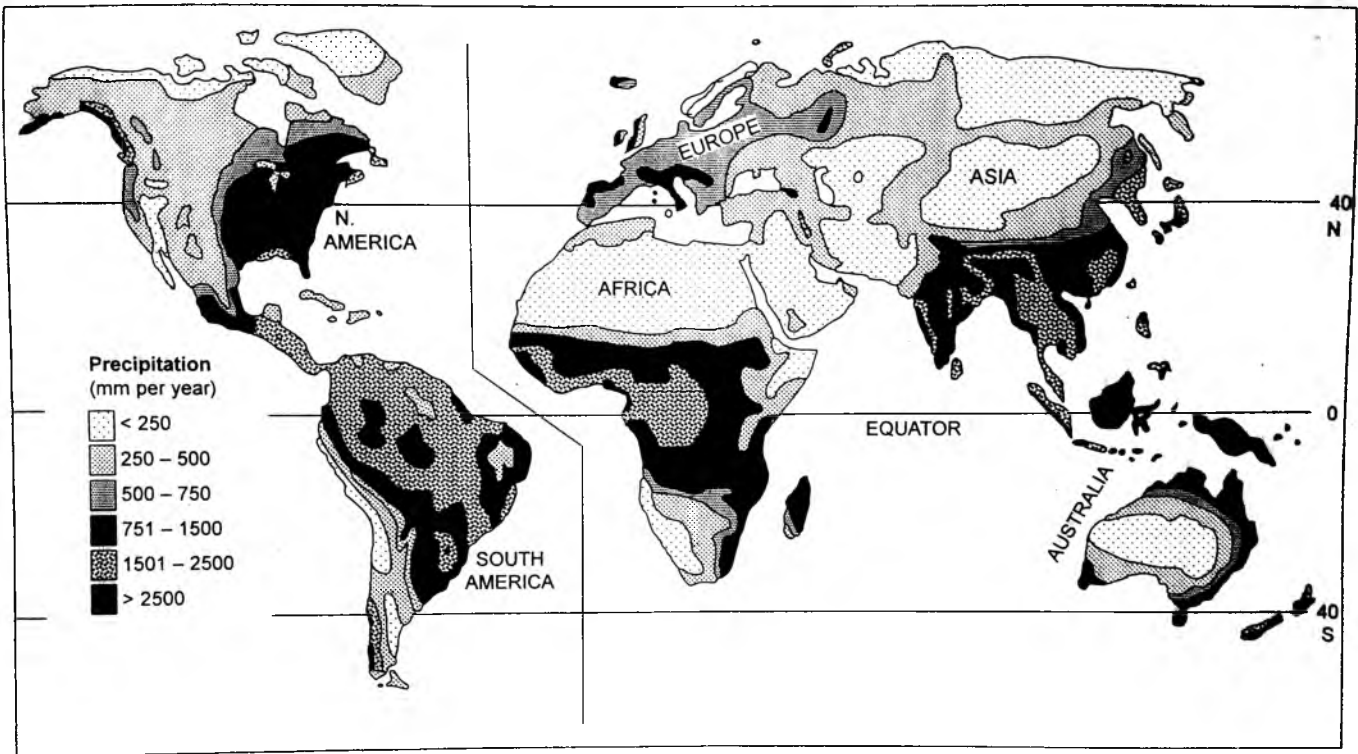 EUROPE
ASIA
N.
AMERICA
40
N
AFRICA
Precipitation
(mm per year)
< 250
250 – 500
500 – 750
751 – 1500
1501 – 2500
> 2500
0
EQUATOR
SOUTH
AMERICA
AUSTRALIA
40
S